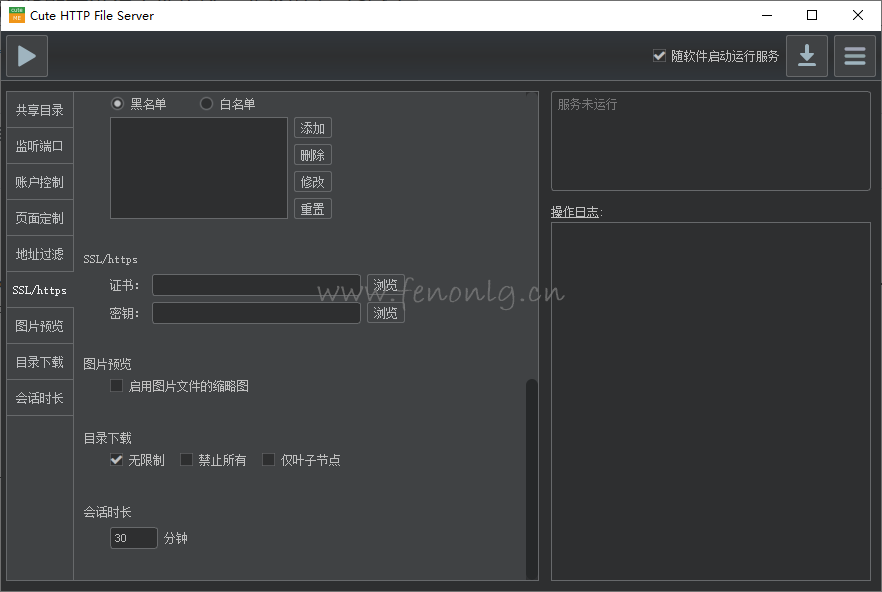 cute
NE
Cute HTTP File Server
随软件启动运行服务
共享目录
监听端口
账户控制
页面定制
地址过滤
SSL/https
图片预览
目录下载
会话时长
黑名单 白名单
添加
删除
修改
重置
SSL/https
证书: 浏览
密钥: 浏览
图片预览
启用图片文件的缩略图
目录下载
无限制 禁止所有 仅叶子节点
会话时长
30 分钟
服务未运行
操作日志:
www.fenonlg.cn